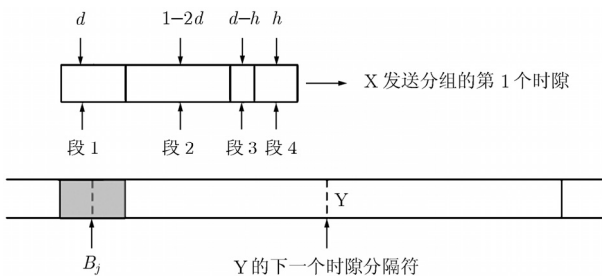 d 1−2d d−h h
X 发送分组的第 1 个时隙
段 1 段 2 段 3 段 4
Y
B_j Y 的下一个时隙分隔符